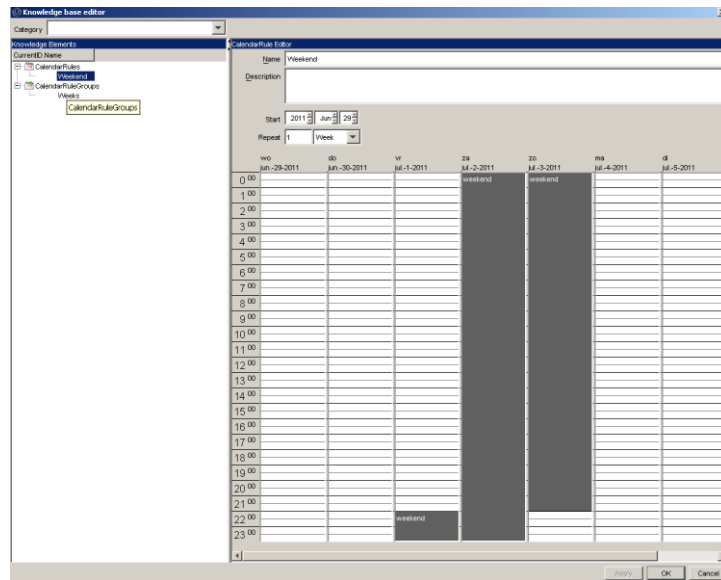 Knowledge base editor
Category
Knowledge Elements
CurrentID.Name
CalendarRules
Weekend
CalendarRuleGroups
Weeks
CalendarRuleGroups
CalendarRule Editor
Name Weekend
Description
Start 2011 Jun 29
Repeat 1 Week
wo do vr za zo ma di
jun.-29-2011 jun.-30-2011 jul.-1-2011 jul.-2-2011 jul.-3-2011 jul.-4-2011 jul.-5-2011
0 00 weekend weekend
1 00
2 00
3 00
4 00
5 00
6 00
7 00
8 00
9 00
10 00
11 00
12 00
13 00
14 00
15 00
16 00
17 00
18 00
19 00
20 00
21 00
22 00 weekend
23 00
Apply OK Cancel